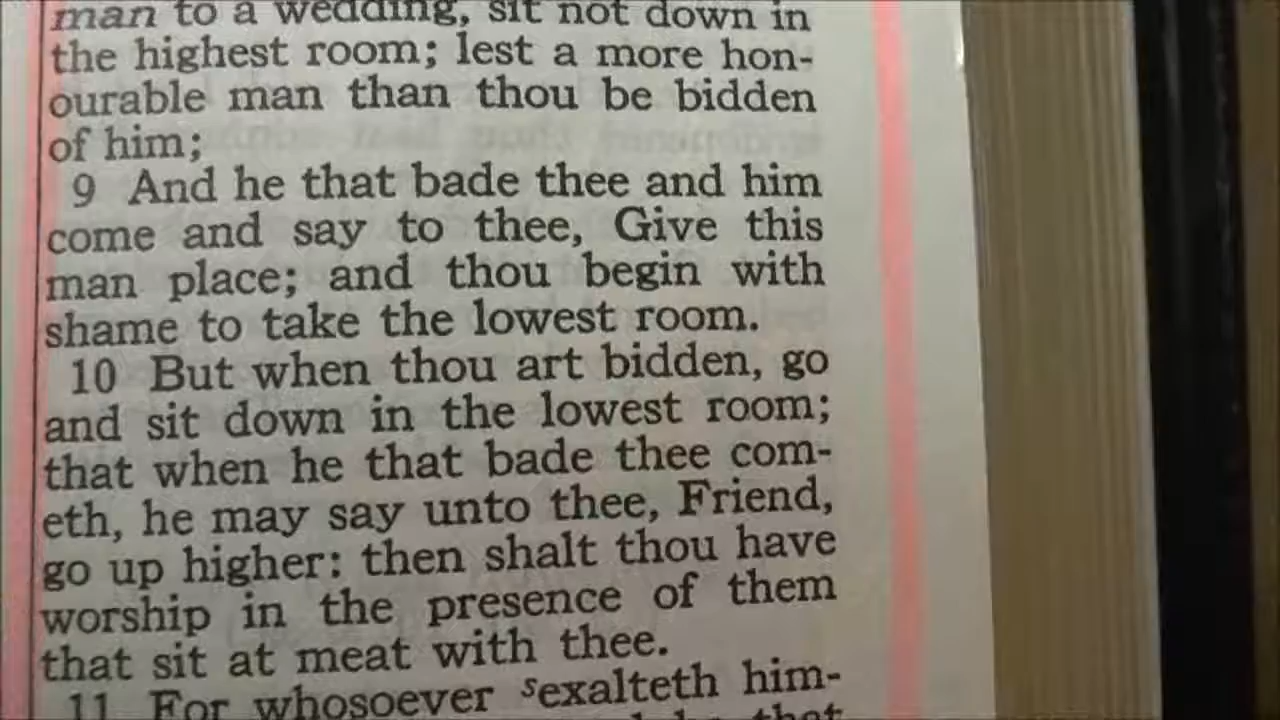 man to a wedding, sit not down in
the highest room; lest a more hon-
ourable man than thou be bidden
of him;
9 And he that bade thee and him
come and say to thee, Give this
man place; and thou begin with
shame to take the lowest room.
10 But when thou art bidden, go
and sit down in the lowest room;
that when he that bade thee com-
eth, he may say unto thee, Friend,
go up higher: then shalt thou have
worship in the presence of them
that sit at meat with thee.
11 For whosoever sexalteth him-
that